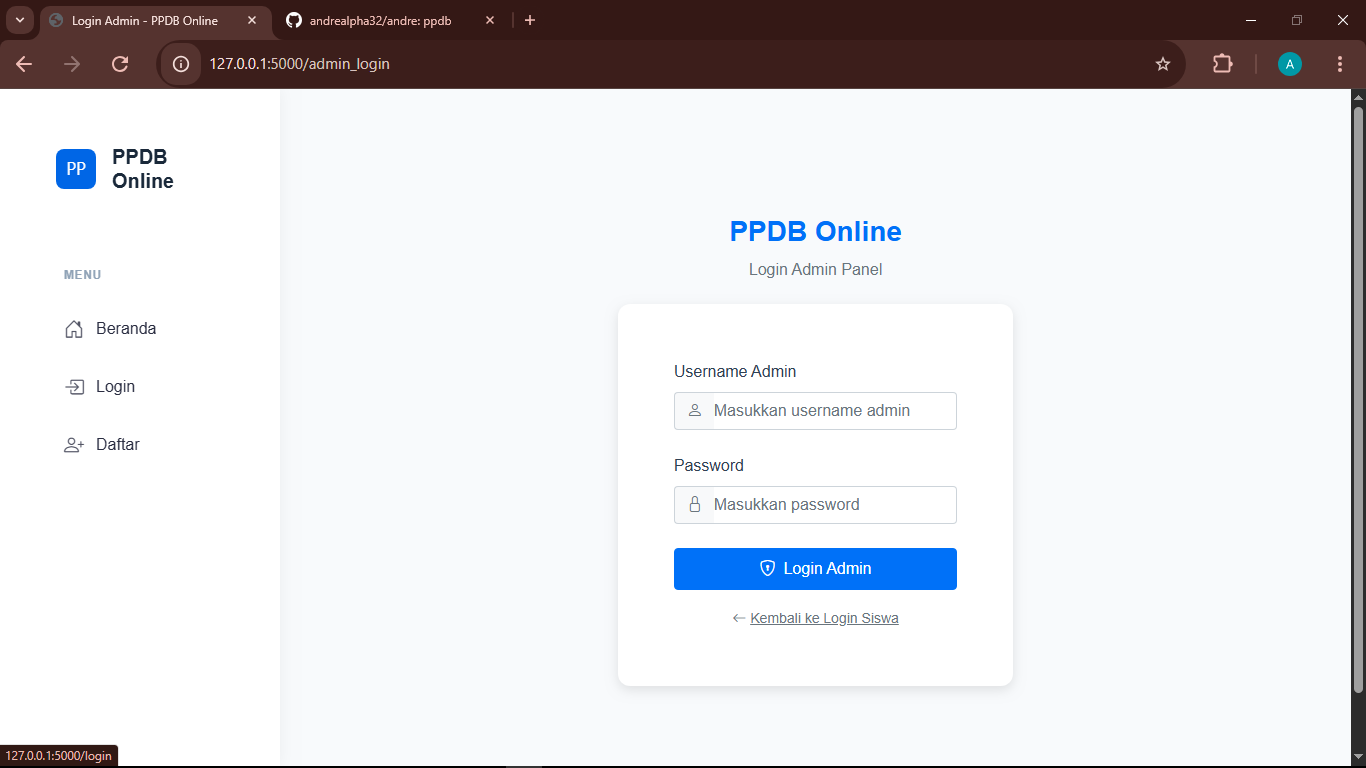 Login Admin - PPDB Online
andrealpha32/andre: ppdb
127.0.0.1:5000/admin_login
A
PP
PPDB
Online
MENU
Beranda
Login
Daftar
PPDB Online
Login Admin Panel
Username Admin
Masukkan username admin
Password
Masukkan password
Login Admin
Kembali ke Login Siswa
127.0.0.1:5000/login